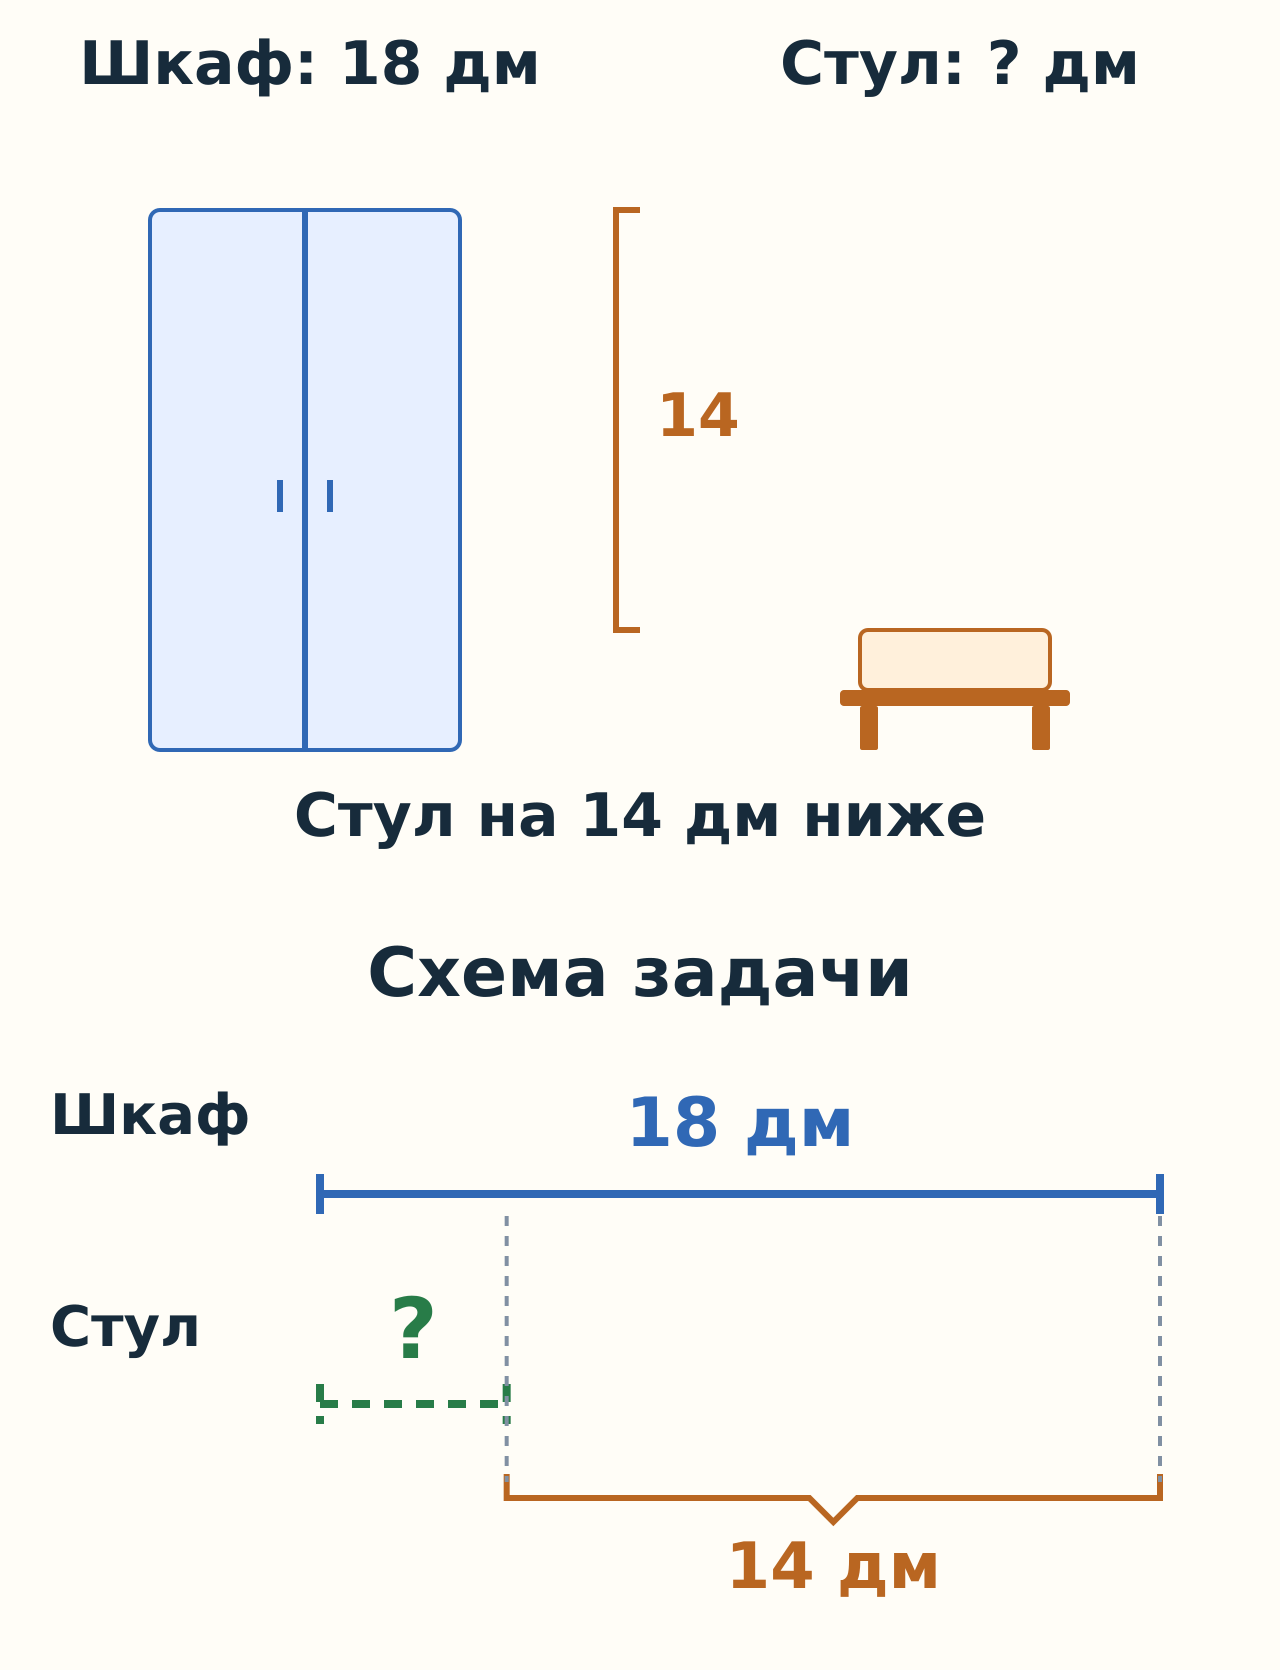 Шкаф: 18 дм
Стул: ? дм
14
Стул на 14 дм ниже
Схема задачи
Шкаф
18 дм
Стул
?
14 дм